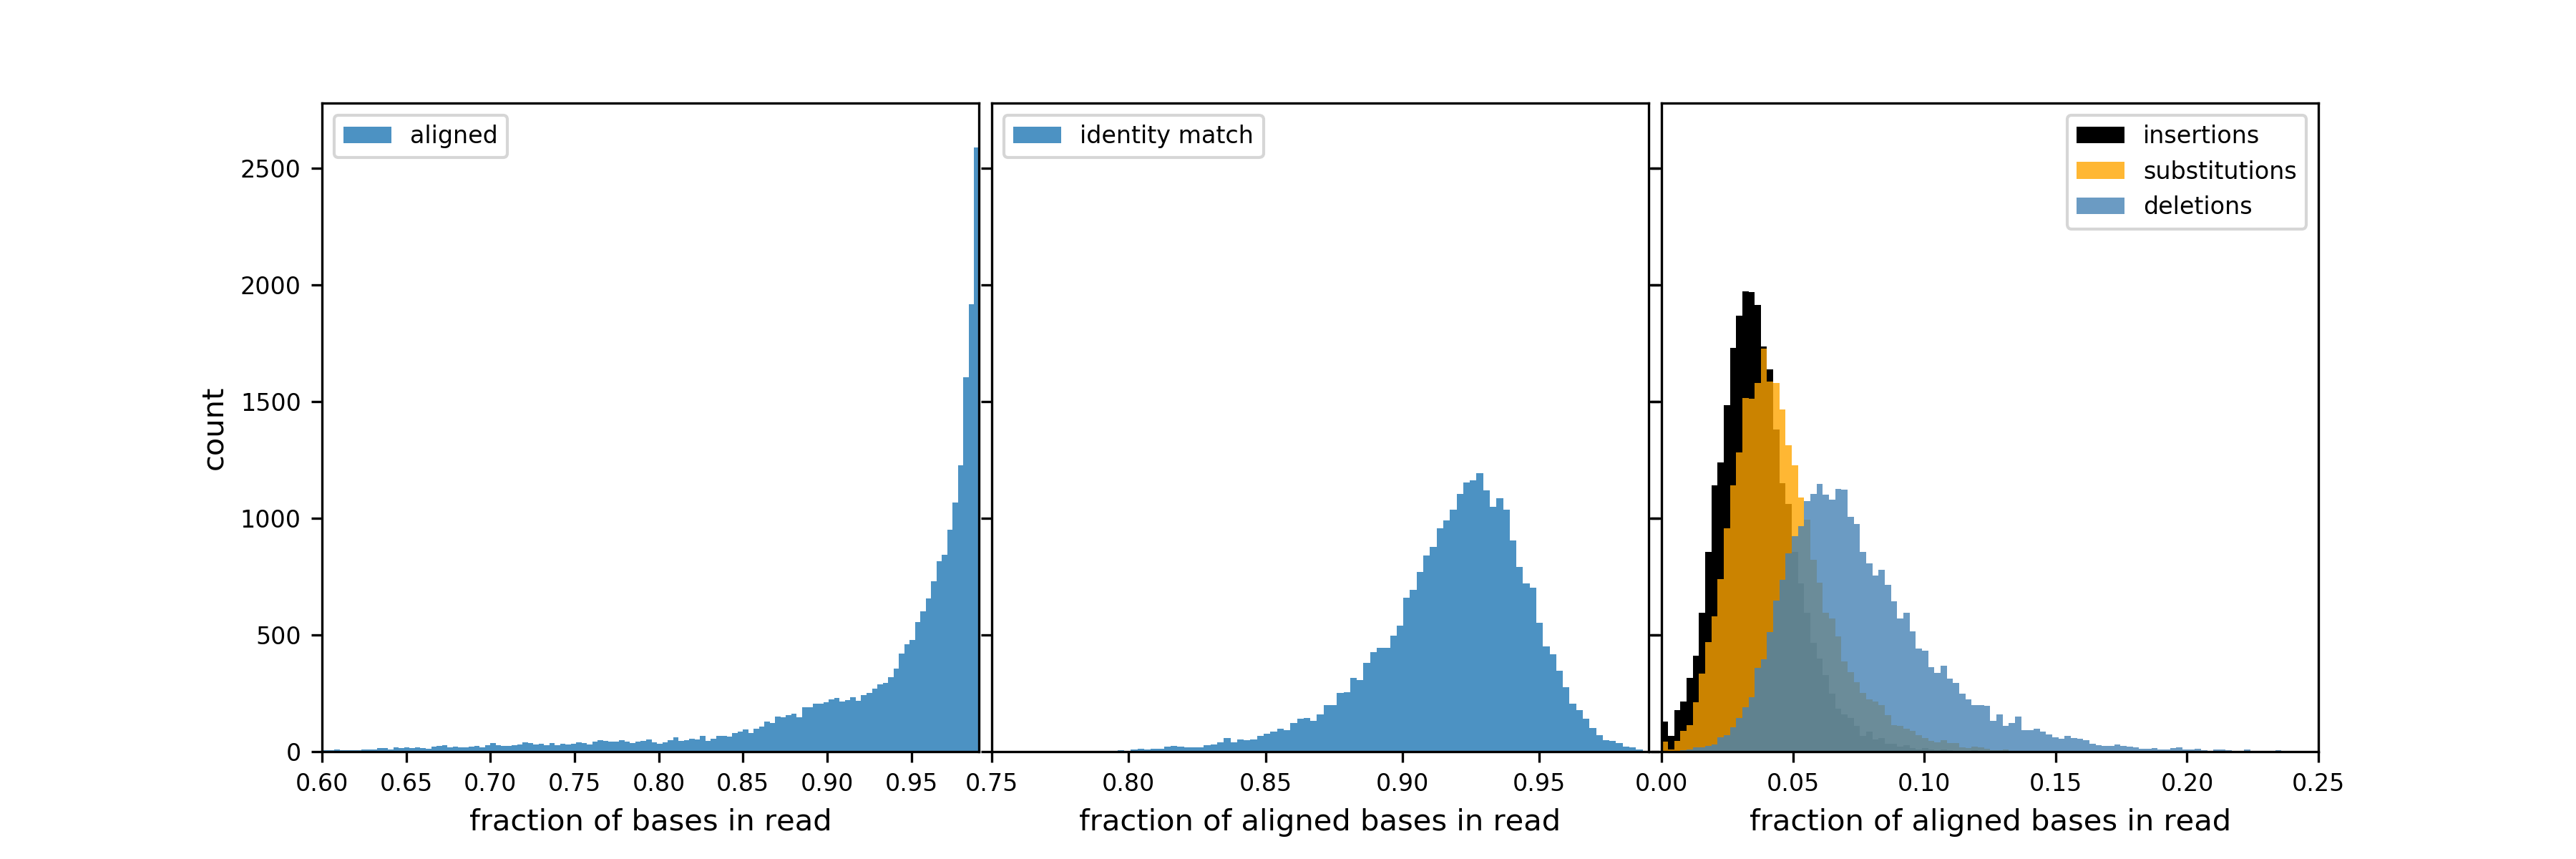 aligned
identity match
insertions
substitutions
deletions
2500
2000
1500
1000
500
0
count
0.60 0.65 0.70 0.75 0.80 0.85 0.90 0.95
0.75 0.80 0.85 0.90 0.95
0.00 0.05 0.10 0.15 0.20 0.25
fraction of bases in read
fraction of aligned bases in read
fraction of aligned bases in read